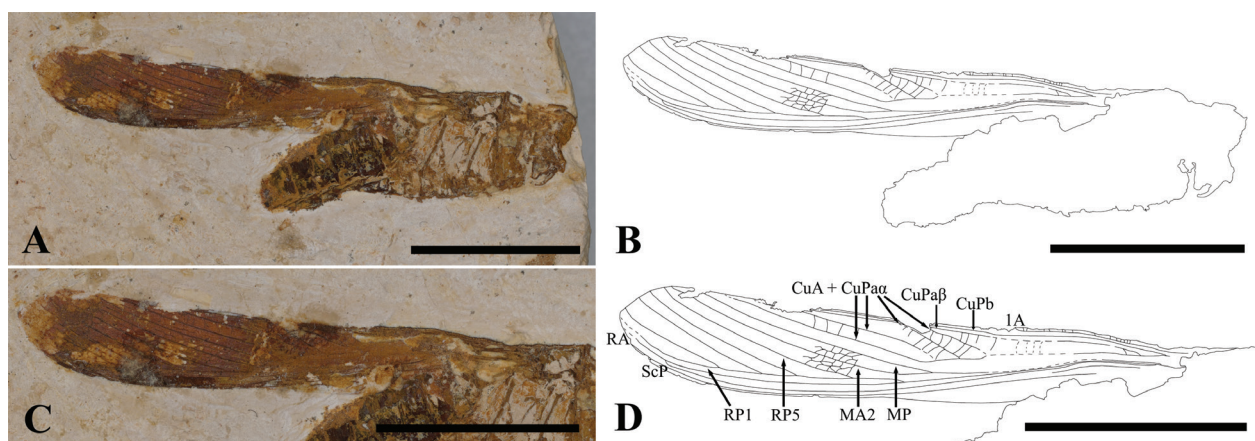 A
B
C
CuA + CuPaα
CuPaβ
CuPb
1A
RA
ScP
RP1
RP5
MA2
MP
D